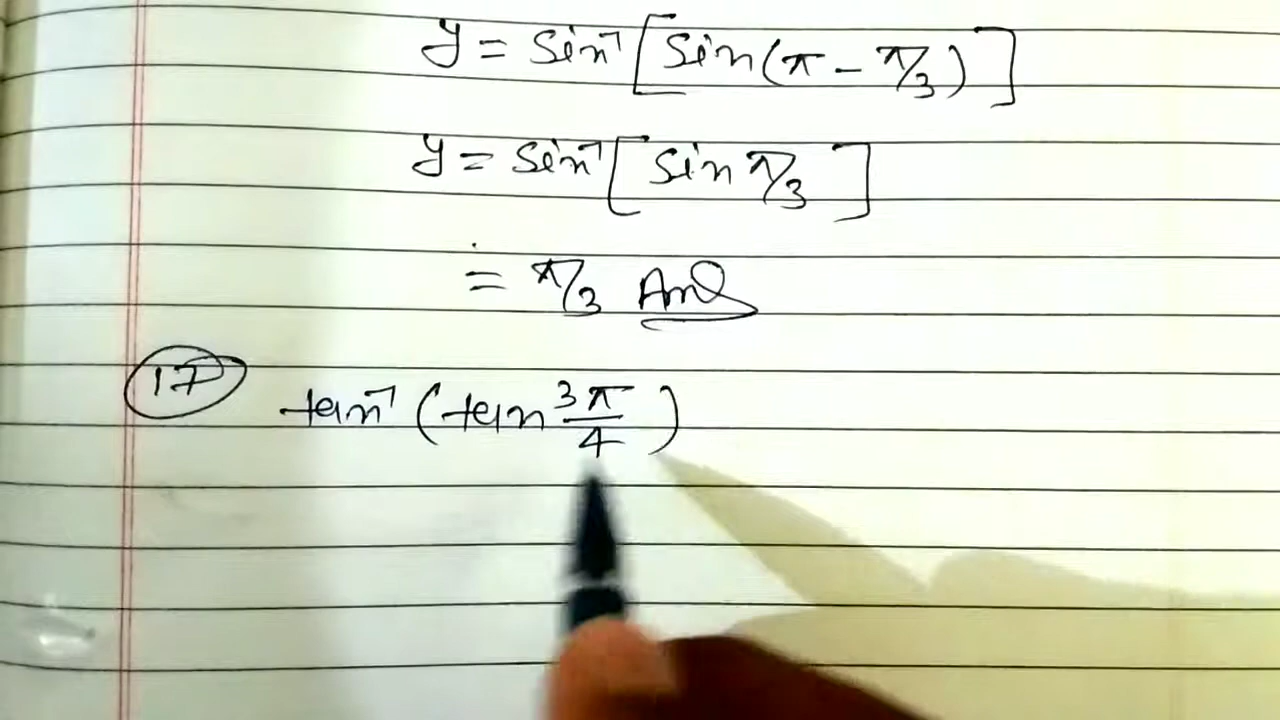 y = sin⁻¹[sin(π - π/3)]
y = sin⁻¹[sin π/3]
= π/3 Ans
17 tan⁻¹(tan 3π/4)